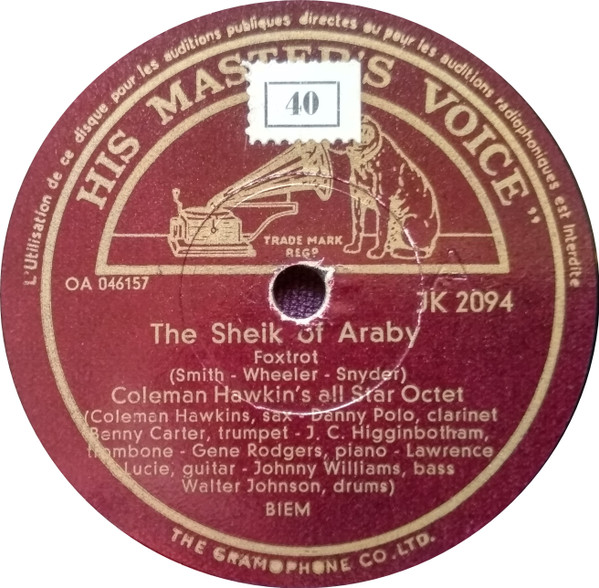 L'Utilisation de ce disque pour les auditions publiques directes ou pour les auditions radiophoniques est Interdite
"HIS MASTER'S VOICE"
40
TRADE MARK
REGD
OA 046157
JK 2094
The Sheik of Araby
Foxtrot
(Smith - Wheeler - Snyder)
Coleman Hawkin's all Star Octet
(Coleman Hawkins, sax - Danny Polo, clarinet
Benny Carter, trumpet - J. C. Higginbotham,
trombone - Gene Rodgers, piano - Lawrence
Lucie, guitar - Johnny Williams, bass
Walter Johnson, drums)
BIEM
THE GRAMOPHONE CO., LTD.